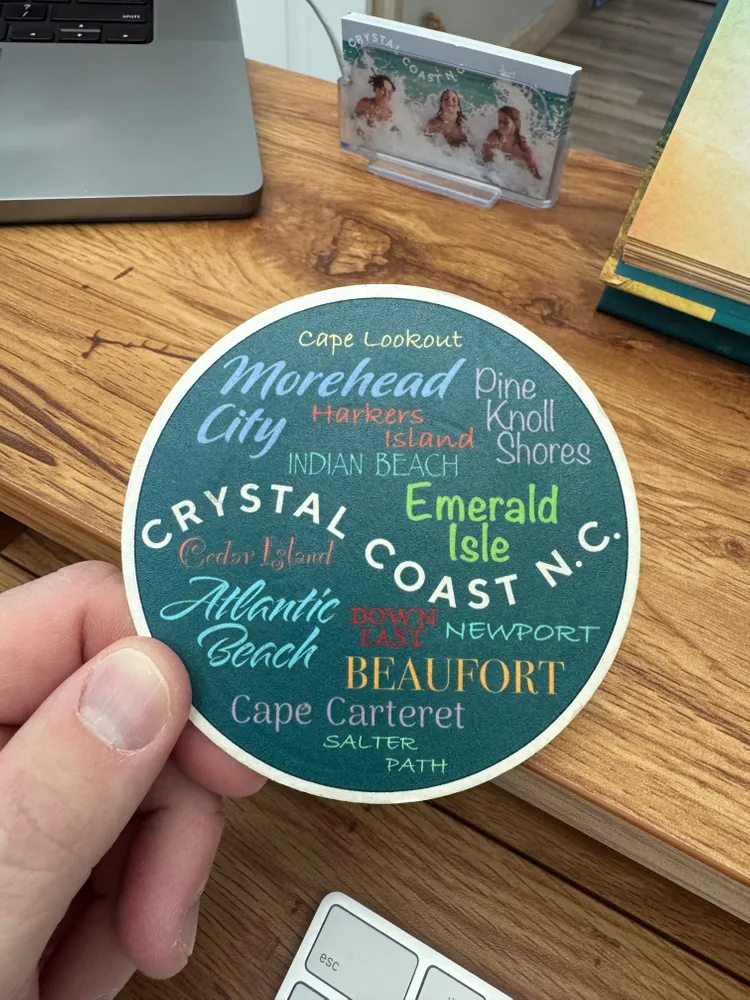 CRYSTAL COAST N.C.
Cape Lookout
Morehead
City
Pine
Knoll
Shores
Harkers
Island
INDIAN BEACH
CRYSTAL COAST N.C.
Emerald
Isle
Cedar Island
Atlantic
Beach
DOWN
EAST
NEWPORT
BEAUFORT
Cape Carteret
SALTER
PATH
esc